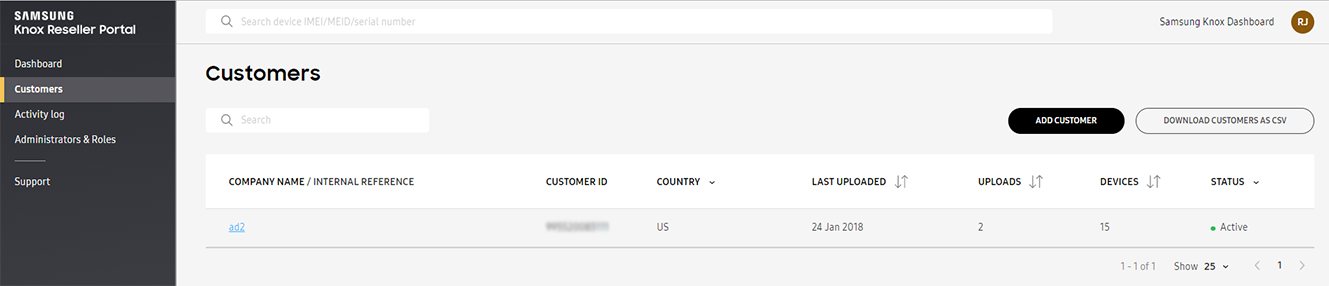 SAMSUNG
Knox Reseller Portal
Dashboard
Customers
Activity log
Administrators & Roles
Support
Search device IMEI/MEID/serial number
Samsung Knox Dashboard
RJ
Customers
Search
ADD CUSTOMER
DOWNLOAD CUSTOMERS AS CSV
COMPANY NAME / INTERNAL REFERENCE CUSTOMER ID COUNTRY LAST UPLOADED UPLOADS DEVICES STATUS
ad2 US 24 Jan 2018 2 15 Active
1 - 1 of 1 Show 25 1